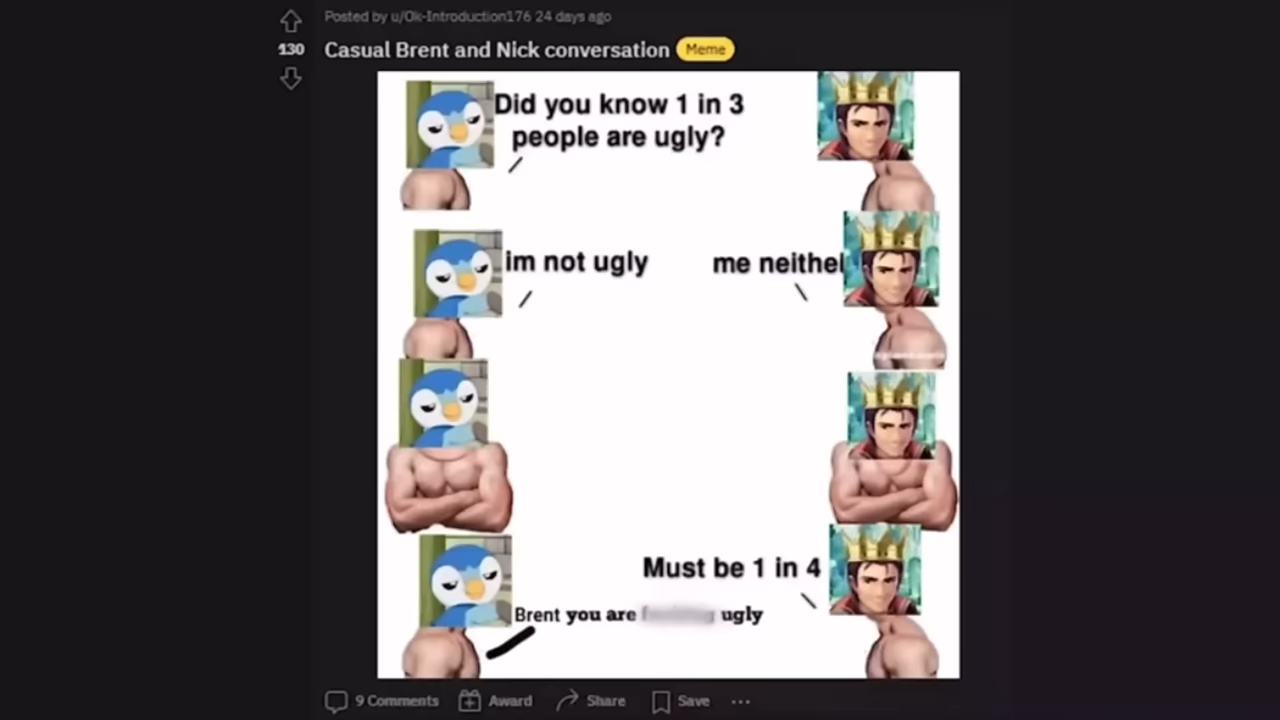 Posted by u/Ok-Introduction176 24 days ago
130
Casual Brent and Nick conversation
Meme
Did you know 1 in 3
people are ugly?
im not ugly
me neither
Must be 1 in 4
Brent you are ugly
9 Comments
Award
Share
Save